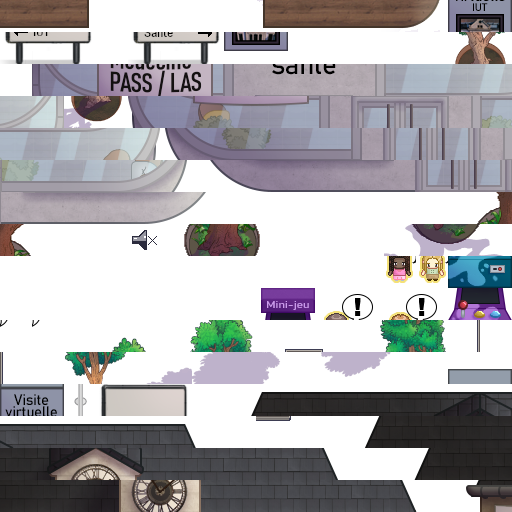 IUT
IUT
Santé
Médecine
PASS / LAS
santé
Mini-jeu
!
!
Visite
virtuelle